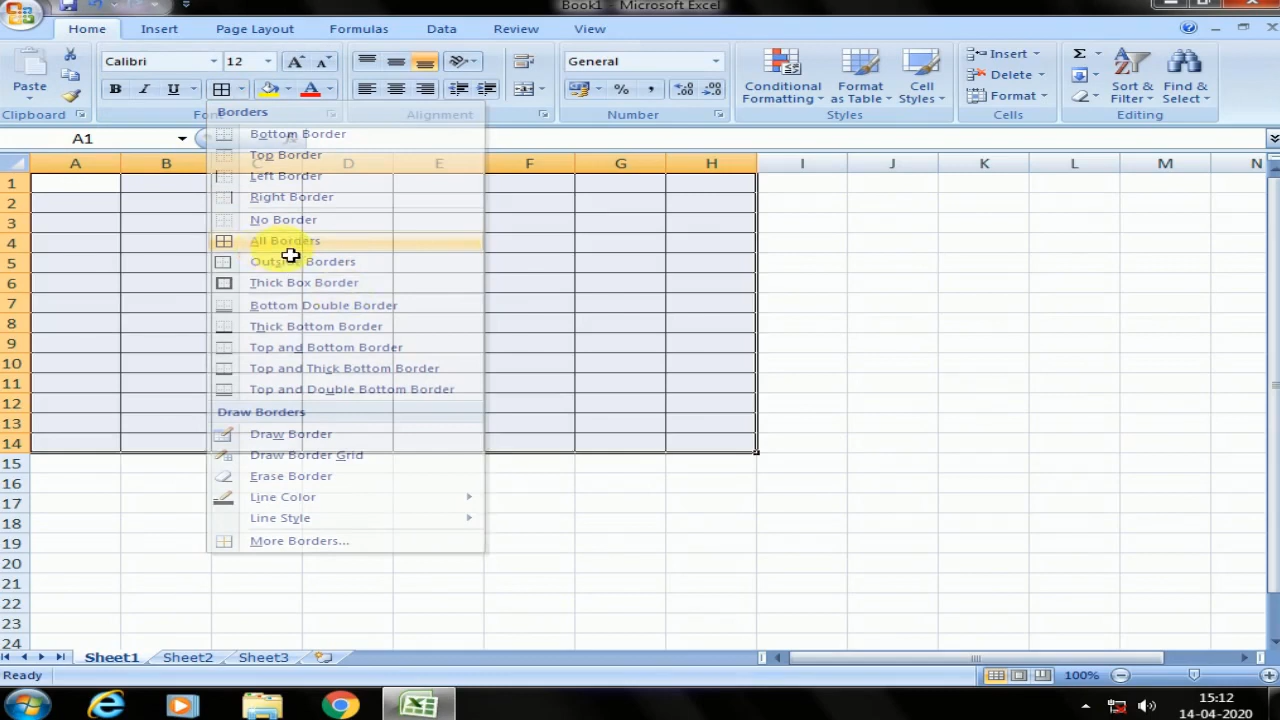 Book1 - Microsoft Excel
Home Insert Page Layout Formulas Data Review View
Calibri 12 General
Paste B I U A % , Conditional Formatting Format as Table Cell Styles Insert Delete Format Σ Sort & Filter Find & Select
Clipboard Alignment Number Styles Cells Editing
A1
A B D E F G H I J K L M N
1
2
3
4
5
6
7
8
9
10
11
12
13
14
15
16
17
18
19
20
21
22
23
24
Borders
Bottom Border
Top Border
Left Border
Right Border
No Border
All Borders
Outside Borders
Thick Box Border
Bottom Double Border
Thick Bottom Border
Top and Bottom Border
Top and Thick Bottom Border
Top and Double Bottom Border
Draw Borders
Draw Border
Draw Border Grid
Erase Border
Line Color
Line Style
More Borders...
Sheet1 Sheet2 Sheet3
Ready 100%
15:12
14-04-2020